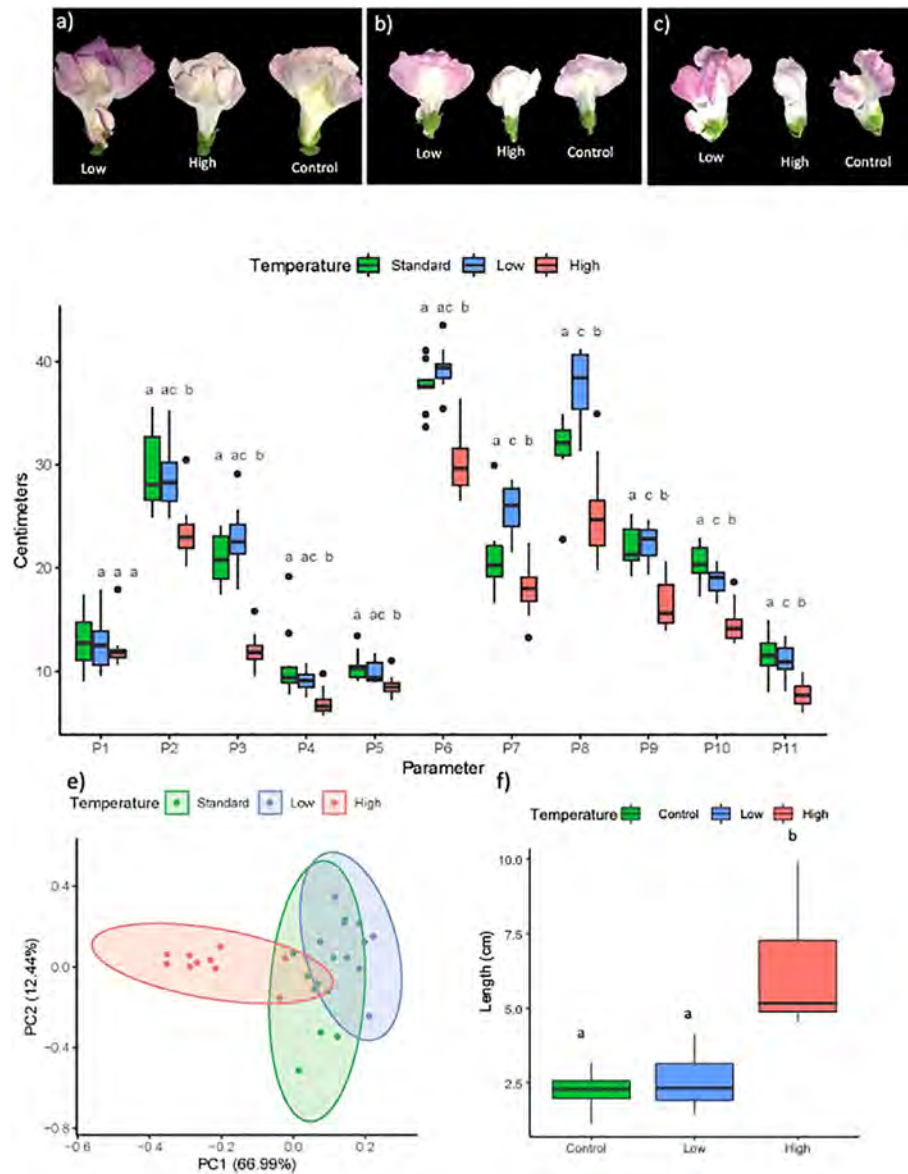 a)
b)
c)
Low
High
Control
Low
High
Control
Low
High
Control
Temperature Standard Low High
a ac b
a c b
a ac b
a ac b
a c b
a c b
a c b
a ac b
a ac b
a c b
a a a
Centimeters
40
30
20
10
P1 P2 P3 P4 P5 P6 P7 P8 P9 P10 P11
Parameter
e)
Temperature Standard Low High
PC2 (12.44%)
0.4
0.0
-0.4
-0.8
-0.6 -0.4 -0.2 0.0 0.2
PC1 (66.99%)
f)
Temperature Control Low High
b
a
a
Length (cm)
10.0
7.5
5.0
2.5
Control Low High